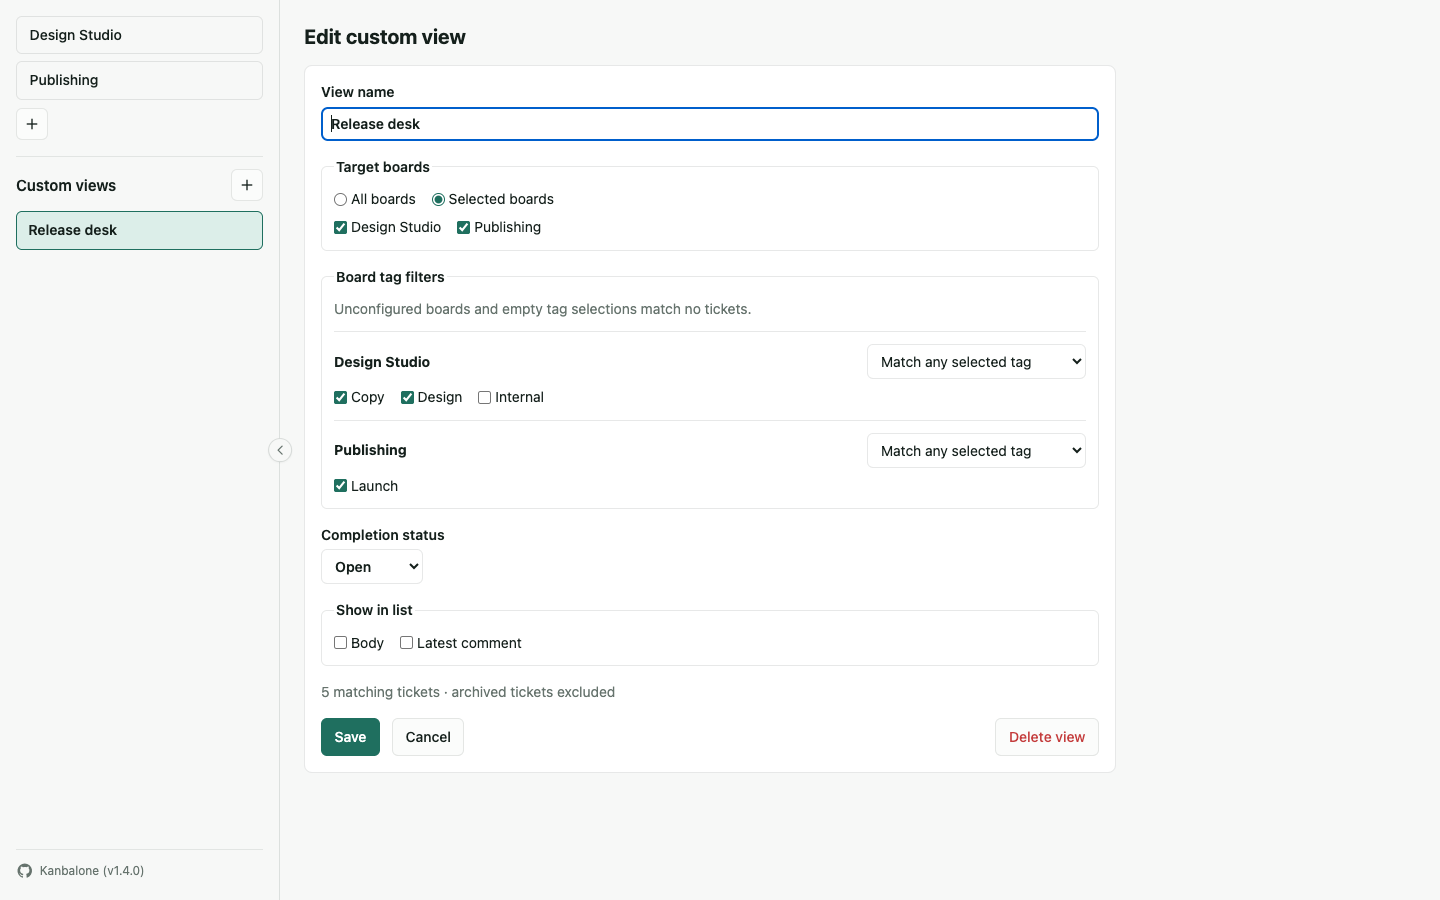 Design Studio
Publishing
+
Custom views
+
Release desk
Kanbalone (v1.4.0)
Edit custom view
View name
Release desk
Target boards
All boards Selected boards
Design Studio Publishing
Board tag filters
Unconfigured boards and empty tag selections match no tickets.
Design Studio Match any selected tag
Copy Design Internal
Publishing Match any selected tag
Launch
Completion status
Open
Show in list
Body Latest comment
5 matching tickets · archived tickets excluded
Save Cancel Delete view